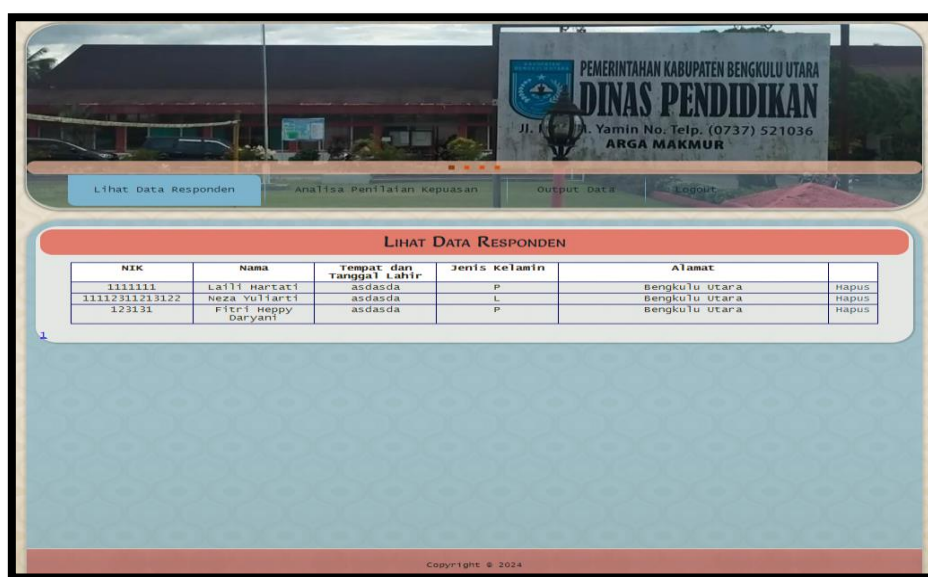 PEMERINTAHAN KABUPATEN BENGKULU UTARA
DINAS PENDIDIKAN
Yamin No. Telp. (0737) 521036
ARGA MAKMUR
Lihat Data Responden
Analisa Penilaian Kepuasan
Output Data
Logout
LIHAT DATA RESPONDEN
NIK Nama Tempat dan Tanggal Lahir Jenis Kelamin Alamat
1111111 Laili Hartati asdasda P Bengkulu Utara Hapus
11112311213122 Neza Yuliarti asdasda L Bengkulu Utara Hapus
123131 Fitri Heppy Daryani asdasda P Bengkulu Utara Hapus
1
Copyright © 2024